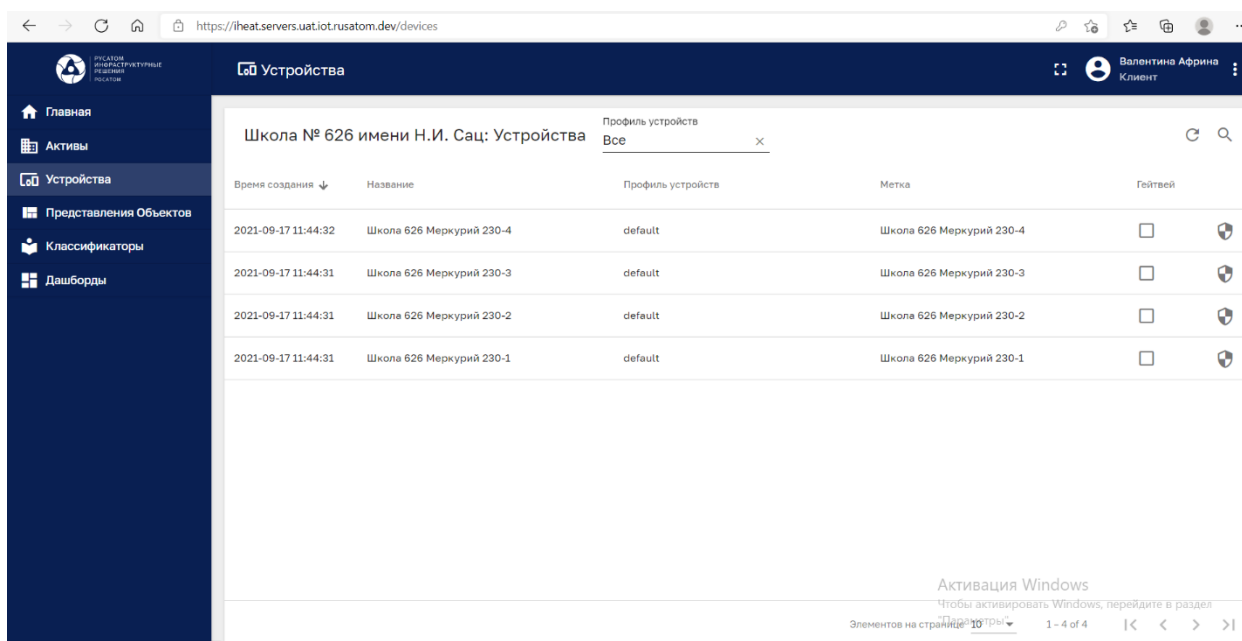 https://iheat.servers.uat.iot.rusatom.dev/devices
РУСАТОМ
ИНФРАСТРУКТУРНЫЕ
РЕШЕНИЯ
РОСАТОМ
Устройства
Валентина Африна
Клиент
Главная
Активы
Устройства
Представления Объектов
Классификаторы
Дашборды
Школа № 626 имени Н.И. Сац: Устройства
Профиль устройств
Все
Время создания Название Профиль устройств Метка Гейтвей
2021-09-17 11:44:32 Школа 626 Меркурий 230-4 default Школа 626 Меркурий 230-4
2021-09-17 11:44:31 Школа 626 Меркурий 230-3 default Школа 626 Меркурий 230-3
2021-09-17 11:44:31 Школа 626 Меркурий 230-2 default Школа 626 Меркурий 230-2
2021-09-17 11:44:31 Школа 626 Меркурий 230-1 default Школа 626 Меркурий 230-1
Активация Windows
Чтобы активировать Windows, перейдите в раздел
"Параметры".
Элементов на странице 10 1 – 4 of 4